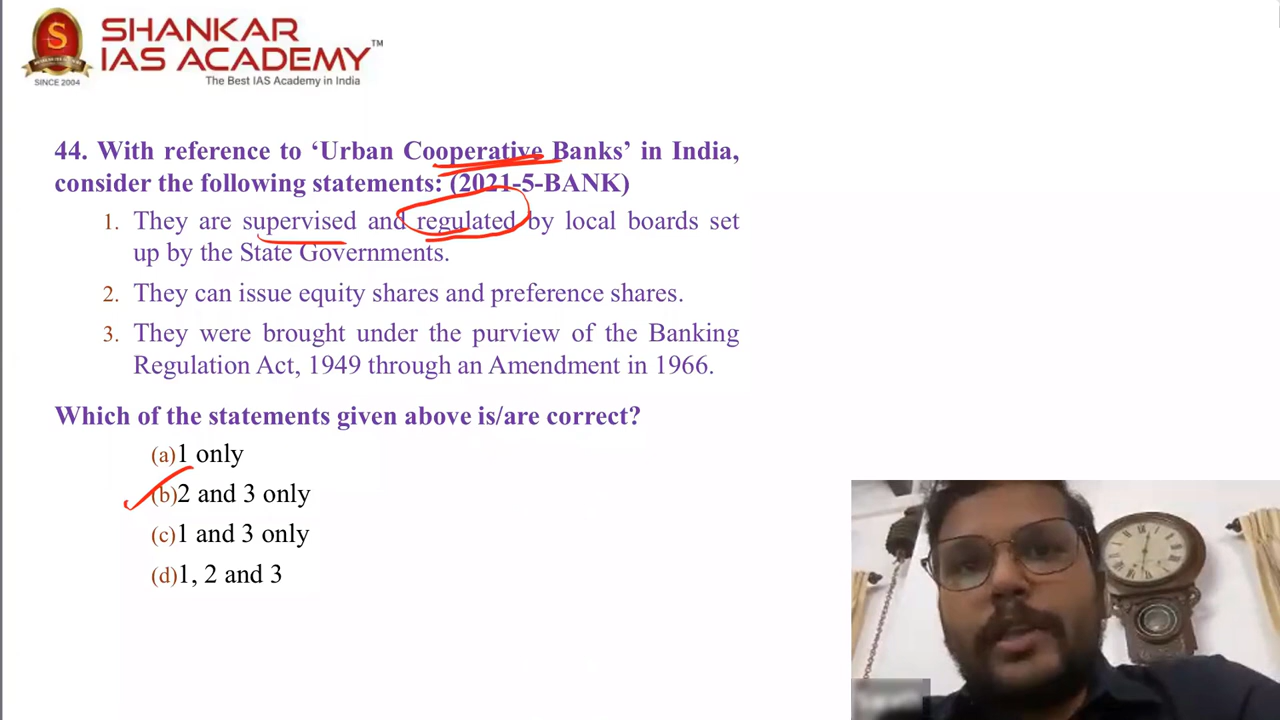 SHANKAR
IAS ACADEMY™
The Best IAS Academy in India
S
SINCE 2004
44. With reference to ‘Urban Cooperative Banks’ in India,
consider the following statements: (2021-5-BANK)
1. They are supervised and regulated by local boards set
up by the State Governments.
2. They can issue equity shares and preference shares.
3. They were brought under the purview of the Banking
Regulation Act, 1949 through an Amendment in 1966.
Which of the statements given above is/are correct?
(a)1 only
(b)2 and 3 only
(c)1 and 3 only
(d)1, 2 and 3